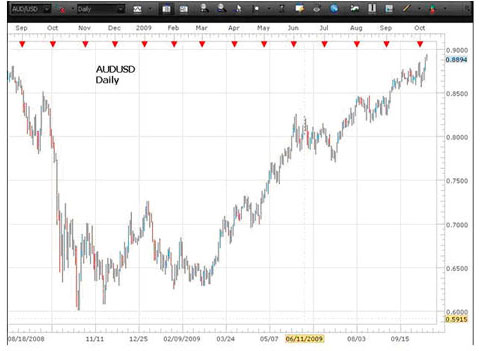 AUD/USD Daily
Sep Oct Nov Dec 2009 Feb Mar Apr May Jun Jul Aug Sep Oct
AUDUSD
Daily
0.9000
0.8894
0.8500
0.8000
0.7500
0.7000
0.6500
0.6000
0.5915
08/18/2008 11/11 12/25 02/09/2009 03/24 05/07 06/11/2009 08/03 09/15